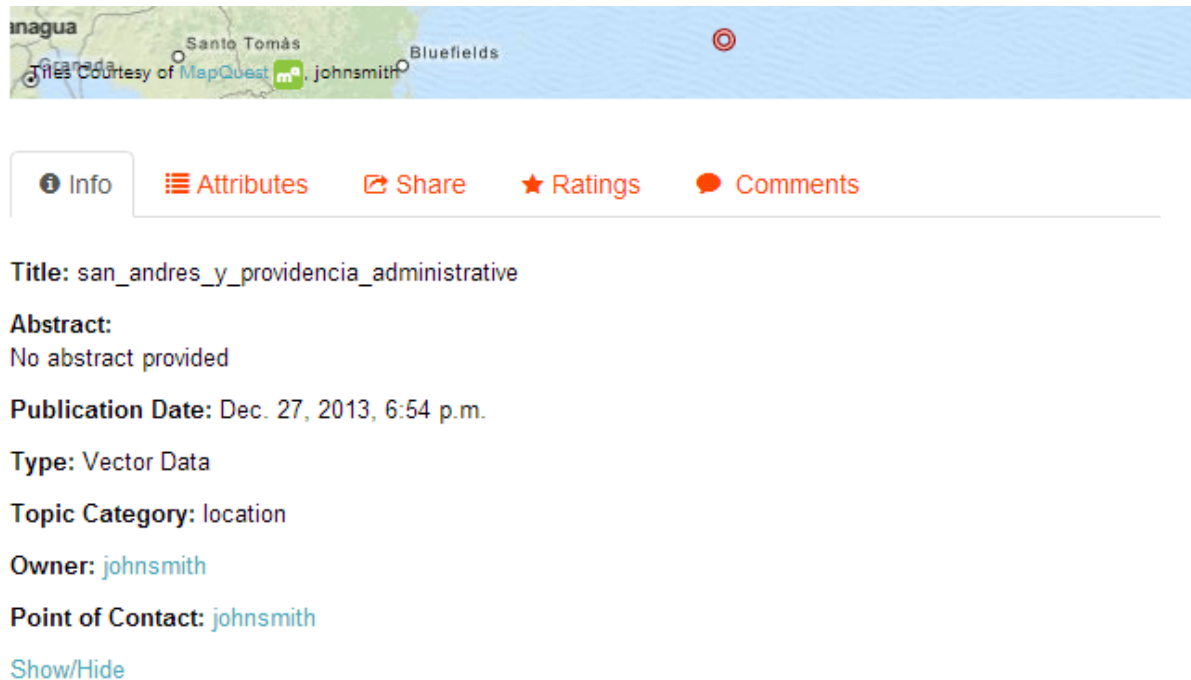 anagua
Santo Tomás
Bluefields
Granada
Tiles Courtesy of MapQuest mq, johnsmith
Info Attributes Share Ratings Comments
Title: san_andres_y_providencia_administrative
Abstract:
No abstract provided
Publication Date: Dec. 27, 2013, 6:54 p.m.
Type: Vector Data
Topic Category: location
Owner: johnsmith
Point of Contact: johnsmith
Show/Hide